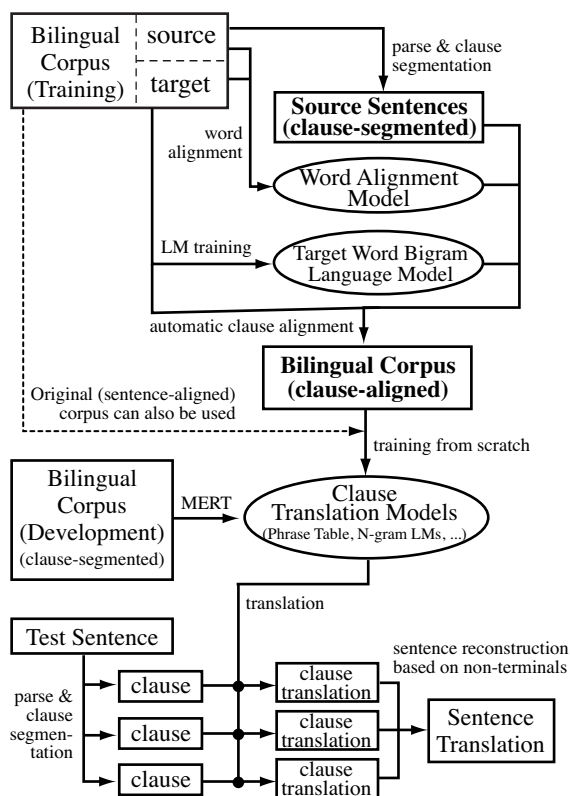 Bilingual
Corpus
(Training)
source
target
parse & clause
segmentation
Source Sentences
(clause-segmented)
word
alignment
Word Alignment
Model
LM training
Target Word Bigram
Language Model
automatic clause alignment
Bilingual Corpus
(clause-aligned)
Original (sentence-aligned)
corpus can also be used
training from scratch
Bilingual
Corpus
(Development)
(clause-segmented)
MERT
Clause
Translation Models
(Phrase Table, N-gram LMs, ...)
translation
Test Sentence
sentence reconstruction
based on non-terminals
parse &
clause
segmen-
tation
clause
clause
translation
clause
clause
translation
clause
clause
translation
Sentence
Translation